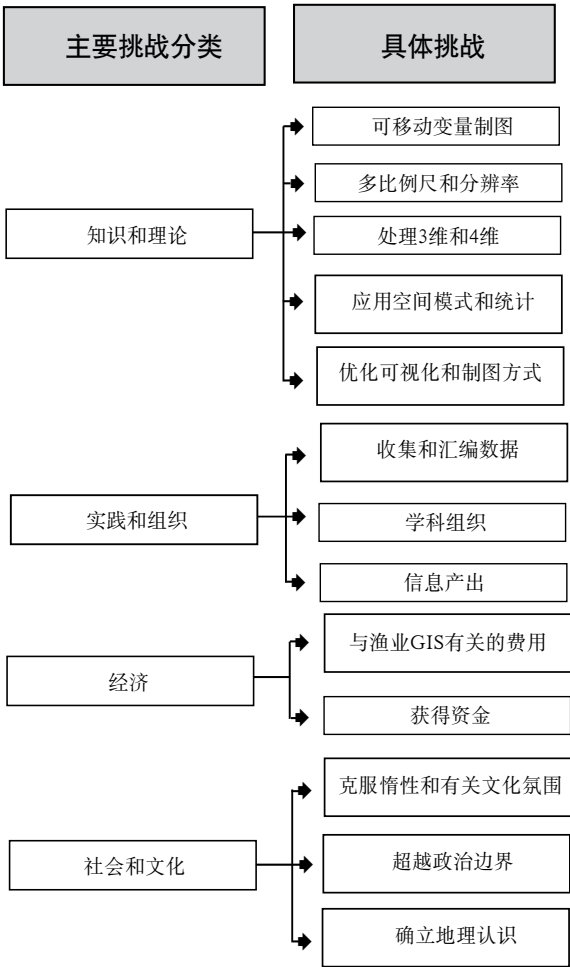 主要挑战分类
具体挑战
知识和理论
可移动变量制图
多比例尺和分辨率
处理3维和4维
应用空间模式和统计
优化可视化和制图方式
实践和组织
收集和汇编数据
学科组织
信息产出
经济
与渔业GIS有关的费用
获得资金
社会和文化
克服惰性和有关文化氛围
超越政治边界
确立地理认识